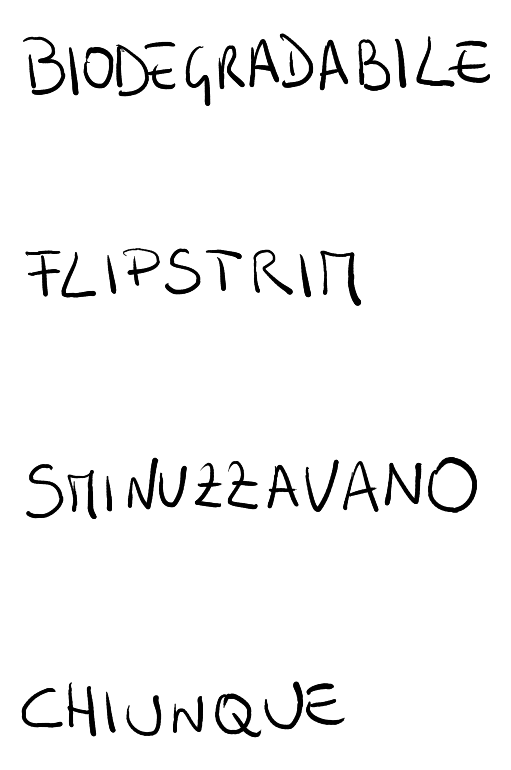 BIODEGRADABILE
FLIPSTRIM
SMINUZZAVANO
CHIUNQUE